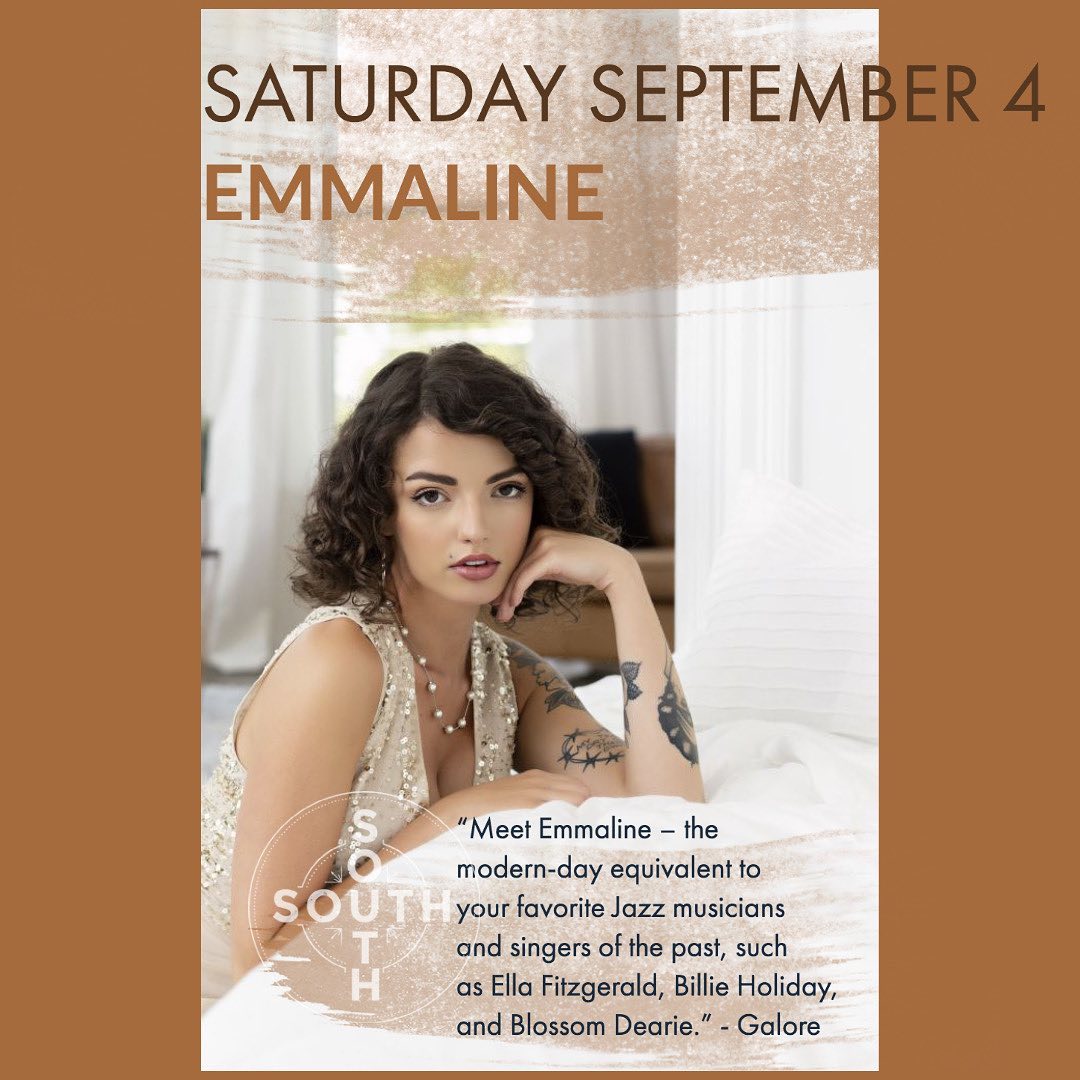 SATURDAY SEPTEMBER 4
EMMALINE
SOUTH
SOUTH
“Meet Emmaline – the
modern-day equivalent to
your favorite Jazz musicians
and singers of the past, such
as Ella Fitzgerald, Billie Holiday,
and Blossom Dearie.” - Galore